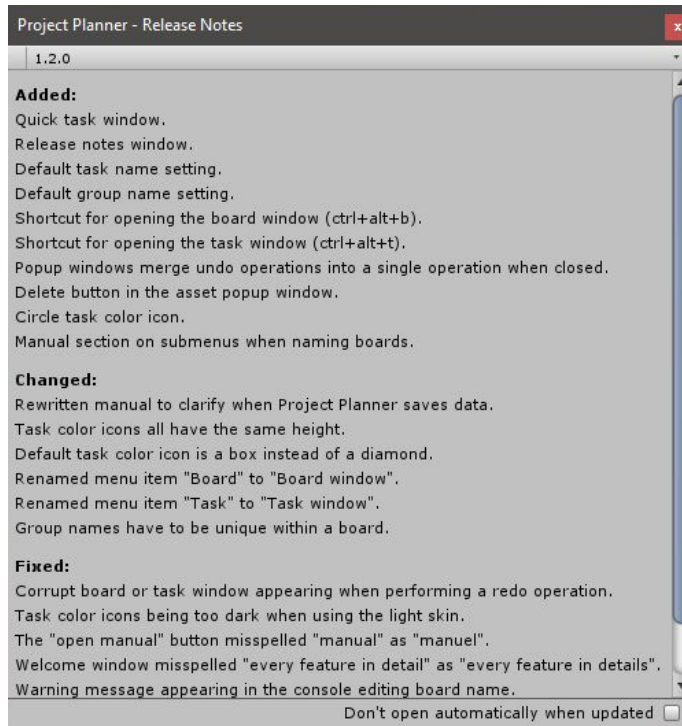 Project Planner - Release Notes
x
1.2.0
Added:
Quick task window.
Release notes window.
Default task name setting.
Default group name setting.
Shortcut for opening the board window (ctrl+alt+b).
Shortcut for opening the task window (ctrl+alt+t).
Popup windows merge undo operations into a single operation when closed.
Delete button in the asset popup window.
Circle task color icon.
Manual section on submenus when naming boards.
Changed:
Rewritten manual to clarify when Project Planner saves data.
Task color icons all have the same height.
Default task color icon is a box instead of a diamond.
Renamed menu item "Board" to "Board window".
Renamed menu item "Task" to "Task window".
Group names have to be unique within a board.
Fixed:
Corrupt board or task window appearing when performing a redo operation.
Task color icons being too dark when using the light skin.
The "open manual" button misspelled "manual" as "manuel".
Welcome window misspelled "every feature in detail" as "every feature in details".
Warning message appearing in the console editing board name.
Don't open automatically when updated